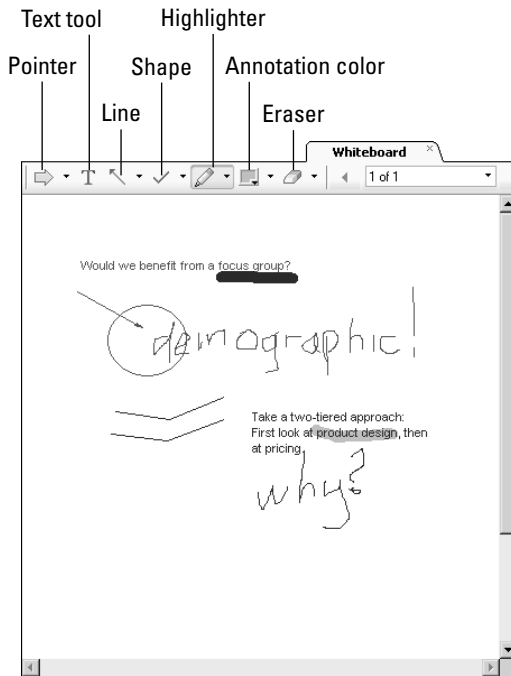 Text tool
Highlighter
Pointer
Shape
Annotation color
Line
Eraser
Whiteboard
T
1 of 1
Would we benefit from a focus group?
demographic!
Take a two-tiered approach:
First look at product design, then
at pricing.
why?